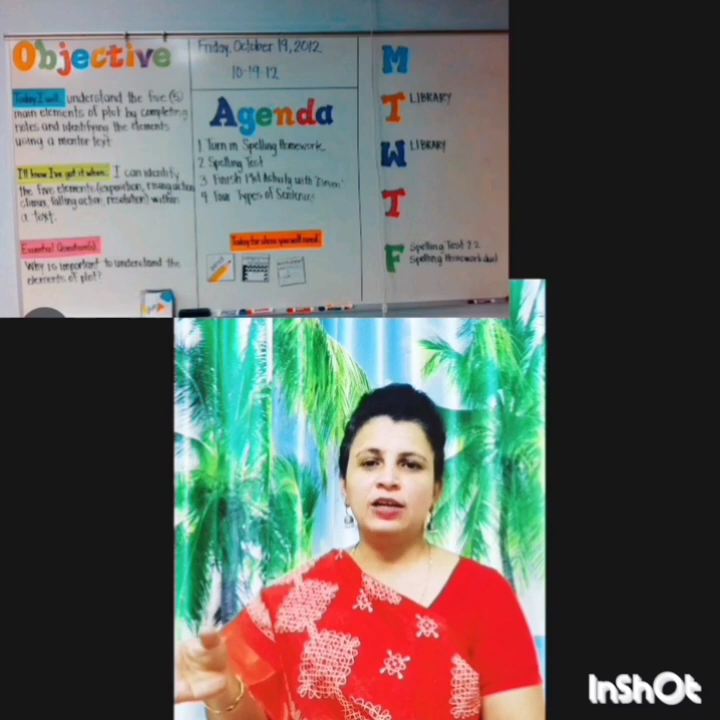 Objective
Today I will understand the five (5)
main elements of plot by completing
notes and identifying the elements
using a mentor text.
I'll know I've got it when: I can identify
the five elements (exposition, rising action
climax, falling action, resolution) within
a text.
Essential Question(s):
Why is important to understand the
elements of plot?
Friday, October 19, 2012
10-19-12
Agenda
1 Turn in Spelling Homework
2 Spelling Test
3 Finish Plot Activity with
4 Four Types of Sentences
Today for class you will need:
M
T LIBRARY
W LIBRARY
T
F Spelling Test 2.2
Spelling Homework due!
InShOt